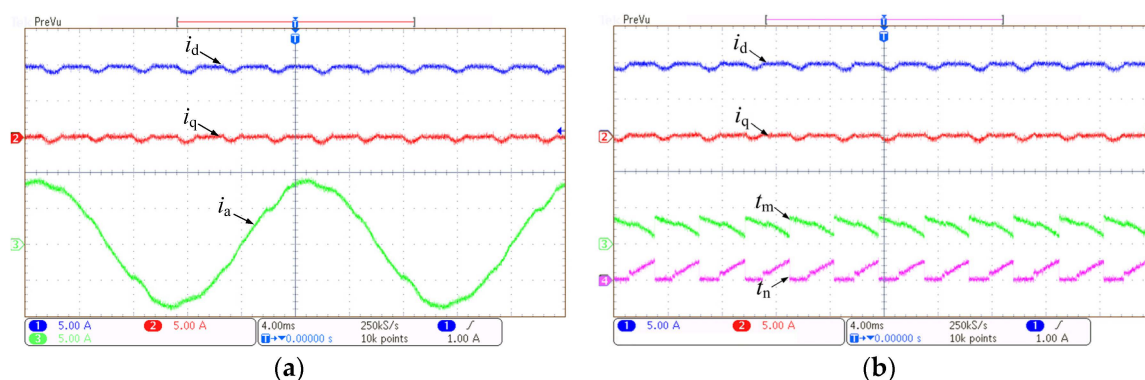 PreVu
T
T
i_d
i_q
2
i_a
3
1 5.00 A 2 5.00 A 4.00ms 250kS/s 1
3 5.00 A T→▼0.00000 s 10k points 1.00 A
(a)
PreVu
T
T
i_d
i_q
2
t_m
3
t_n
4
1 5.00 A 2 5.00 A 4.00ms 250kS/s 1
T→▼0.00000 s 10k points 1.00 A
(b)